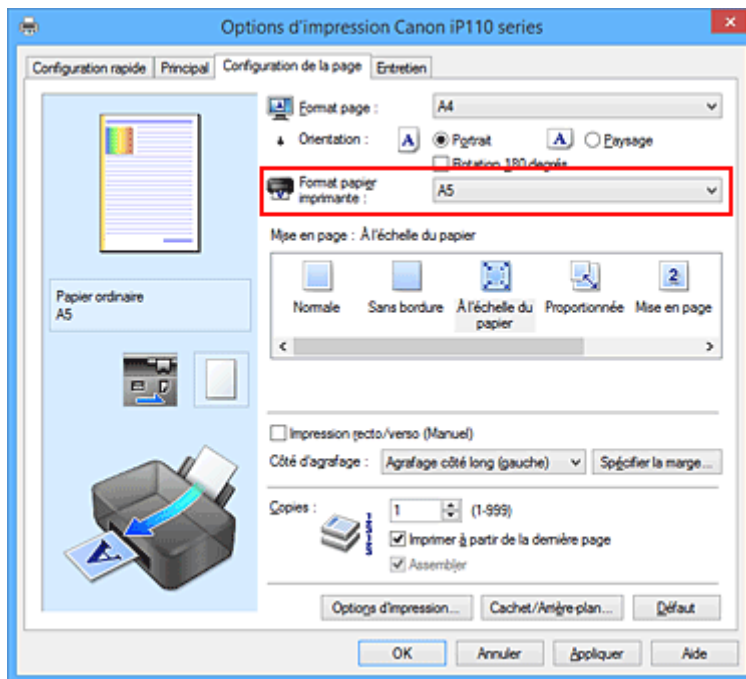 Options d'impression Canon iP110 series
Configuration rapide Principal Configuration de la page Entretien
Format page : A4
Orientation : A Portrait A Paysage
Rotation 180 degrés
Format papier
imprimante :
A5
Mise en page : À l'échelle du papier
Normale Sans bordure À l'échelle du
papier
Proportionnée 2 Mise en page
Papier ordinaire
A5
Impression recto/verso (Manuel)
Côté d'agrafage : Agrafage côté long (gauche) Spécifier la marge...
Copies : 1 (1-999)
Imprimer à partir de la dernière page
Assembler
Options d'impression... Cachet/Arrière-plan... Défaut
OK Annuler Appliquer Aide